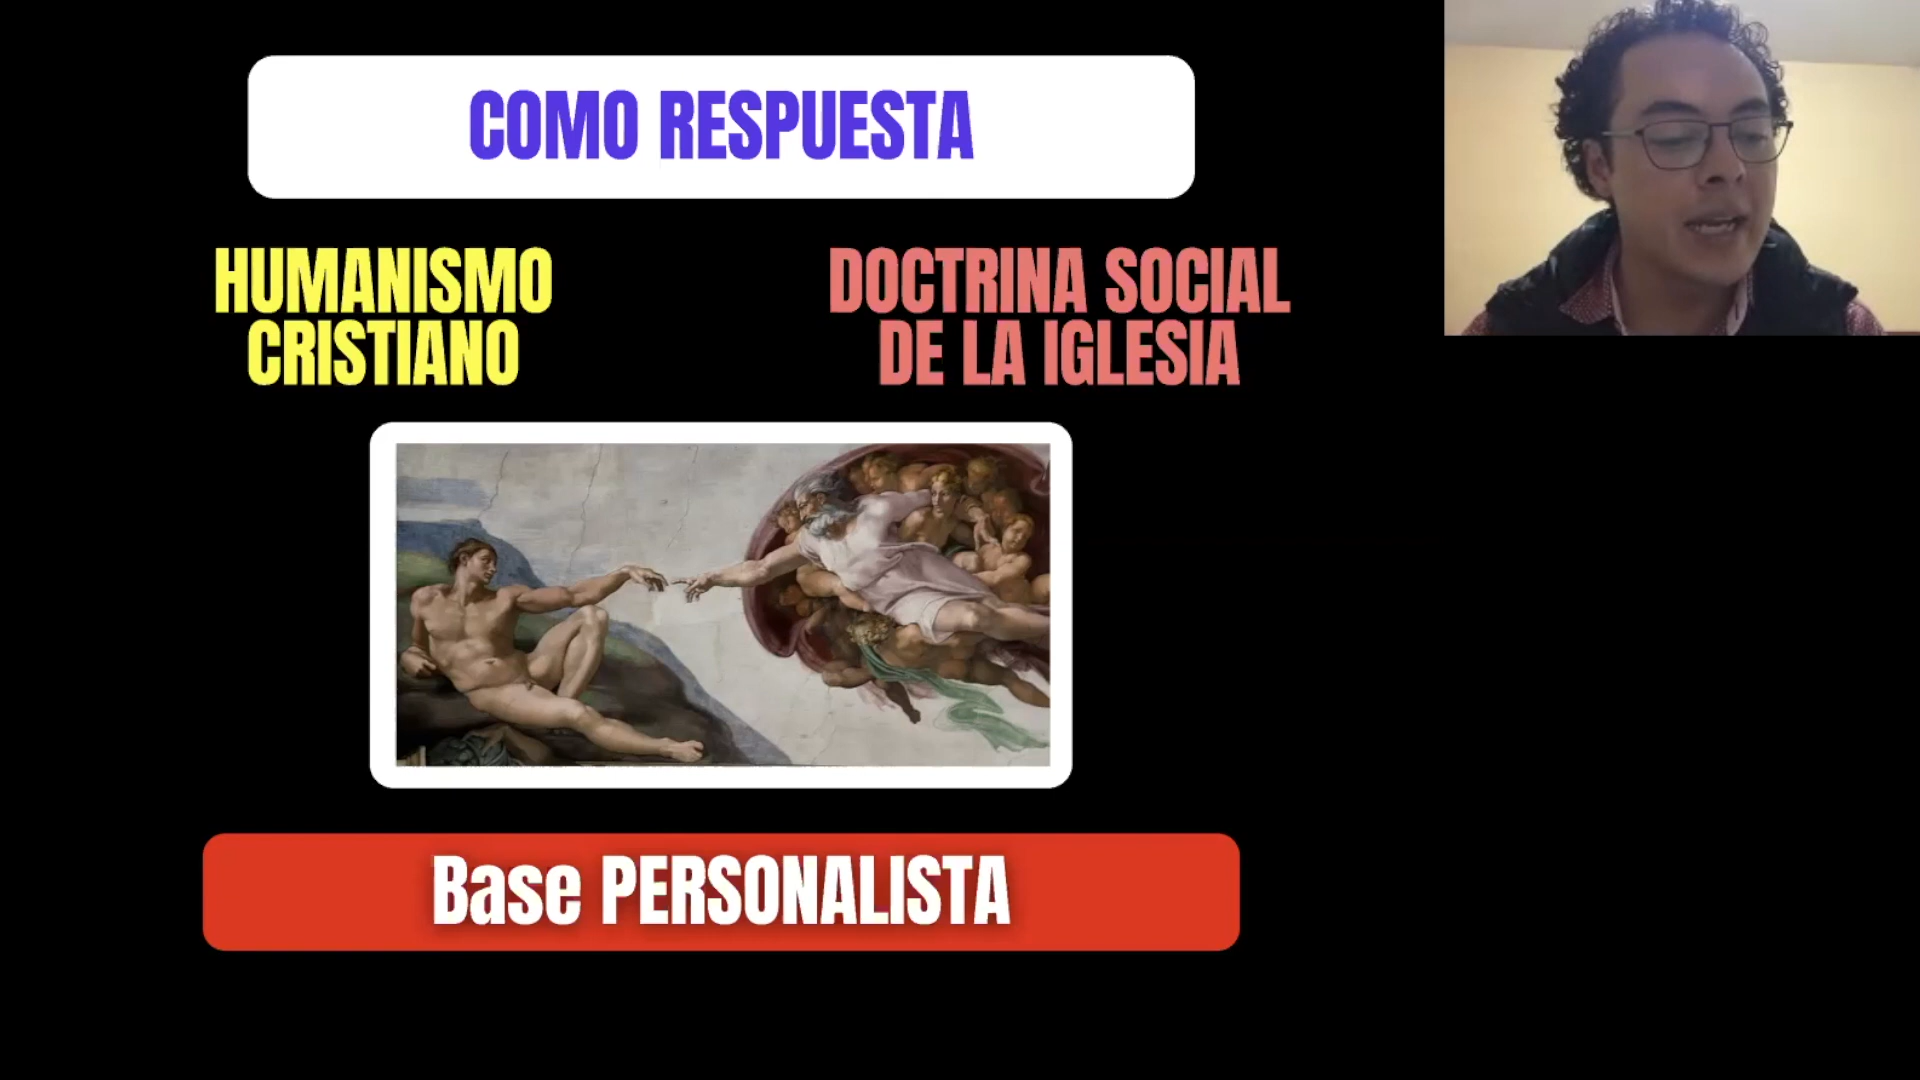 COMO RESPUESTA
HUMANISMO
CRISTIANO
DOCTRINA SOCIAL
DE LA IGLESIA
Base PERSONALISTA